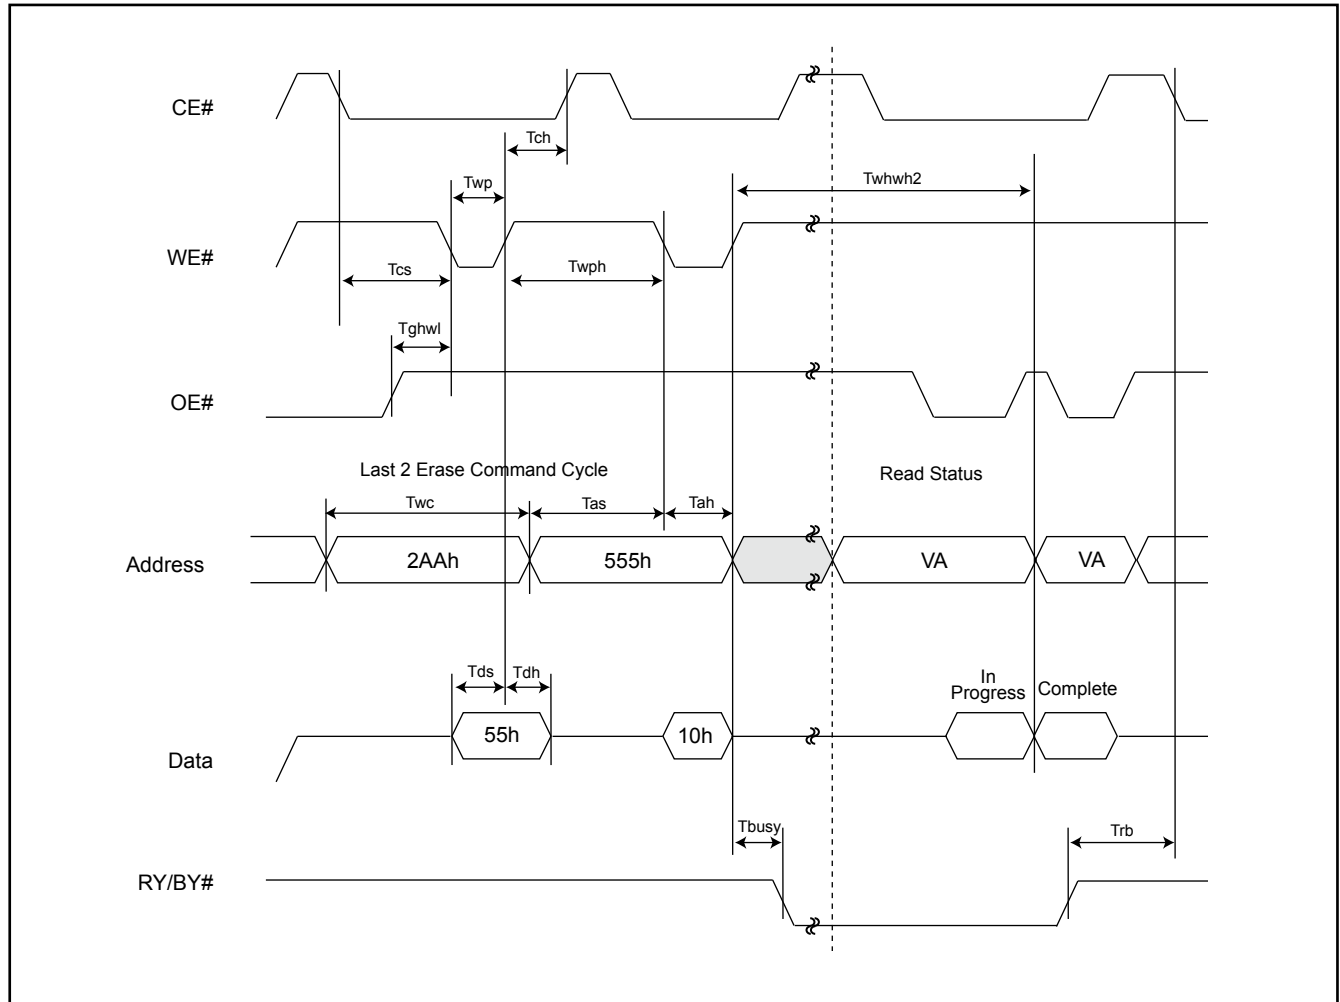 CE#
Tch
Twp
Twhwh2
WE#
Tcs
Twph
Tghwl
OE#
Last 2 Erase Command Cycle
Read Status
Twc
Tas
Tah
Address
2AAh
555h
VA
VA
Tds
Tdh
In
Progress
Complete
55h
10h
Data
Tbusy
Trb
RY/BY#